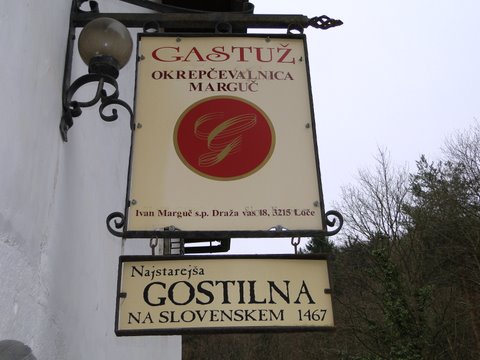 GASTUŽ
OKREPČEVALNICA
MARGUČ
G
Ivan Marguč s.p. Draža vas 18, 3215 Loče
Najstarejša
GOSTILNA
NA SLOVENSKEM 1467